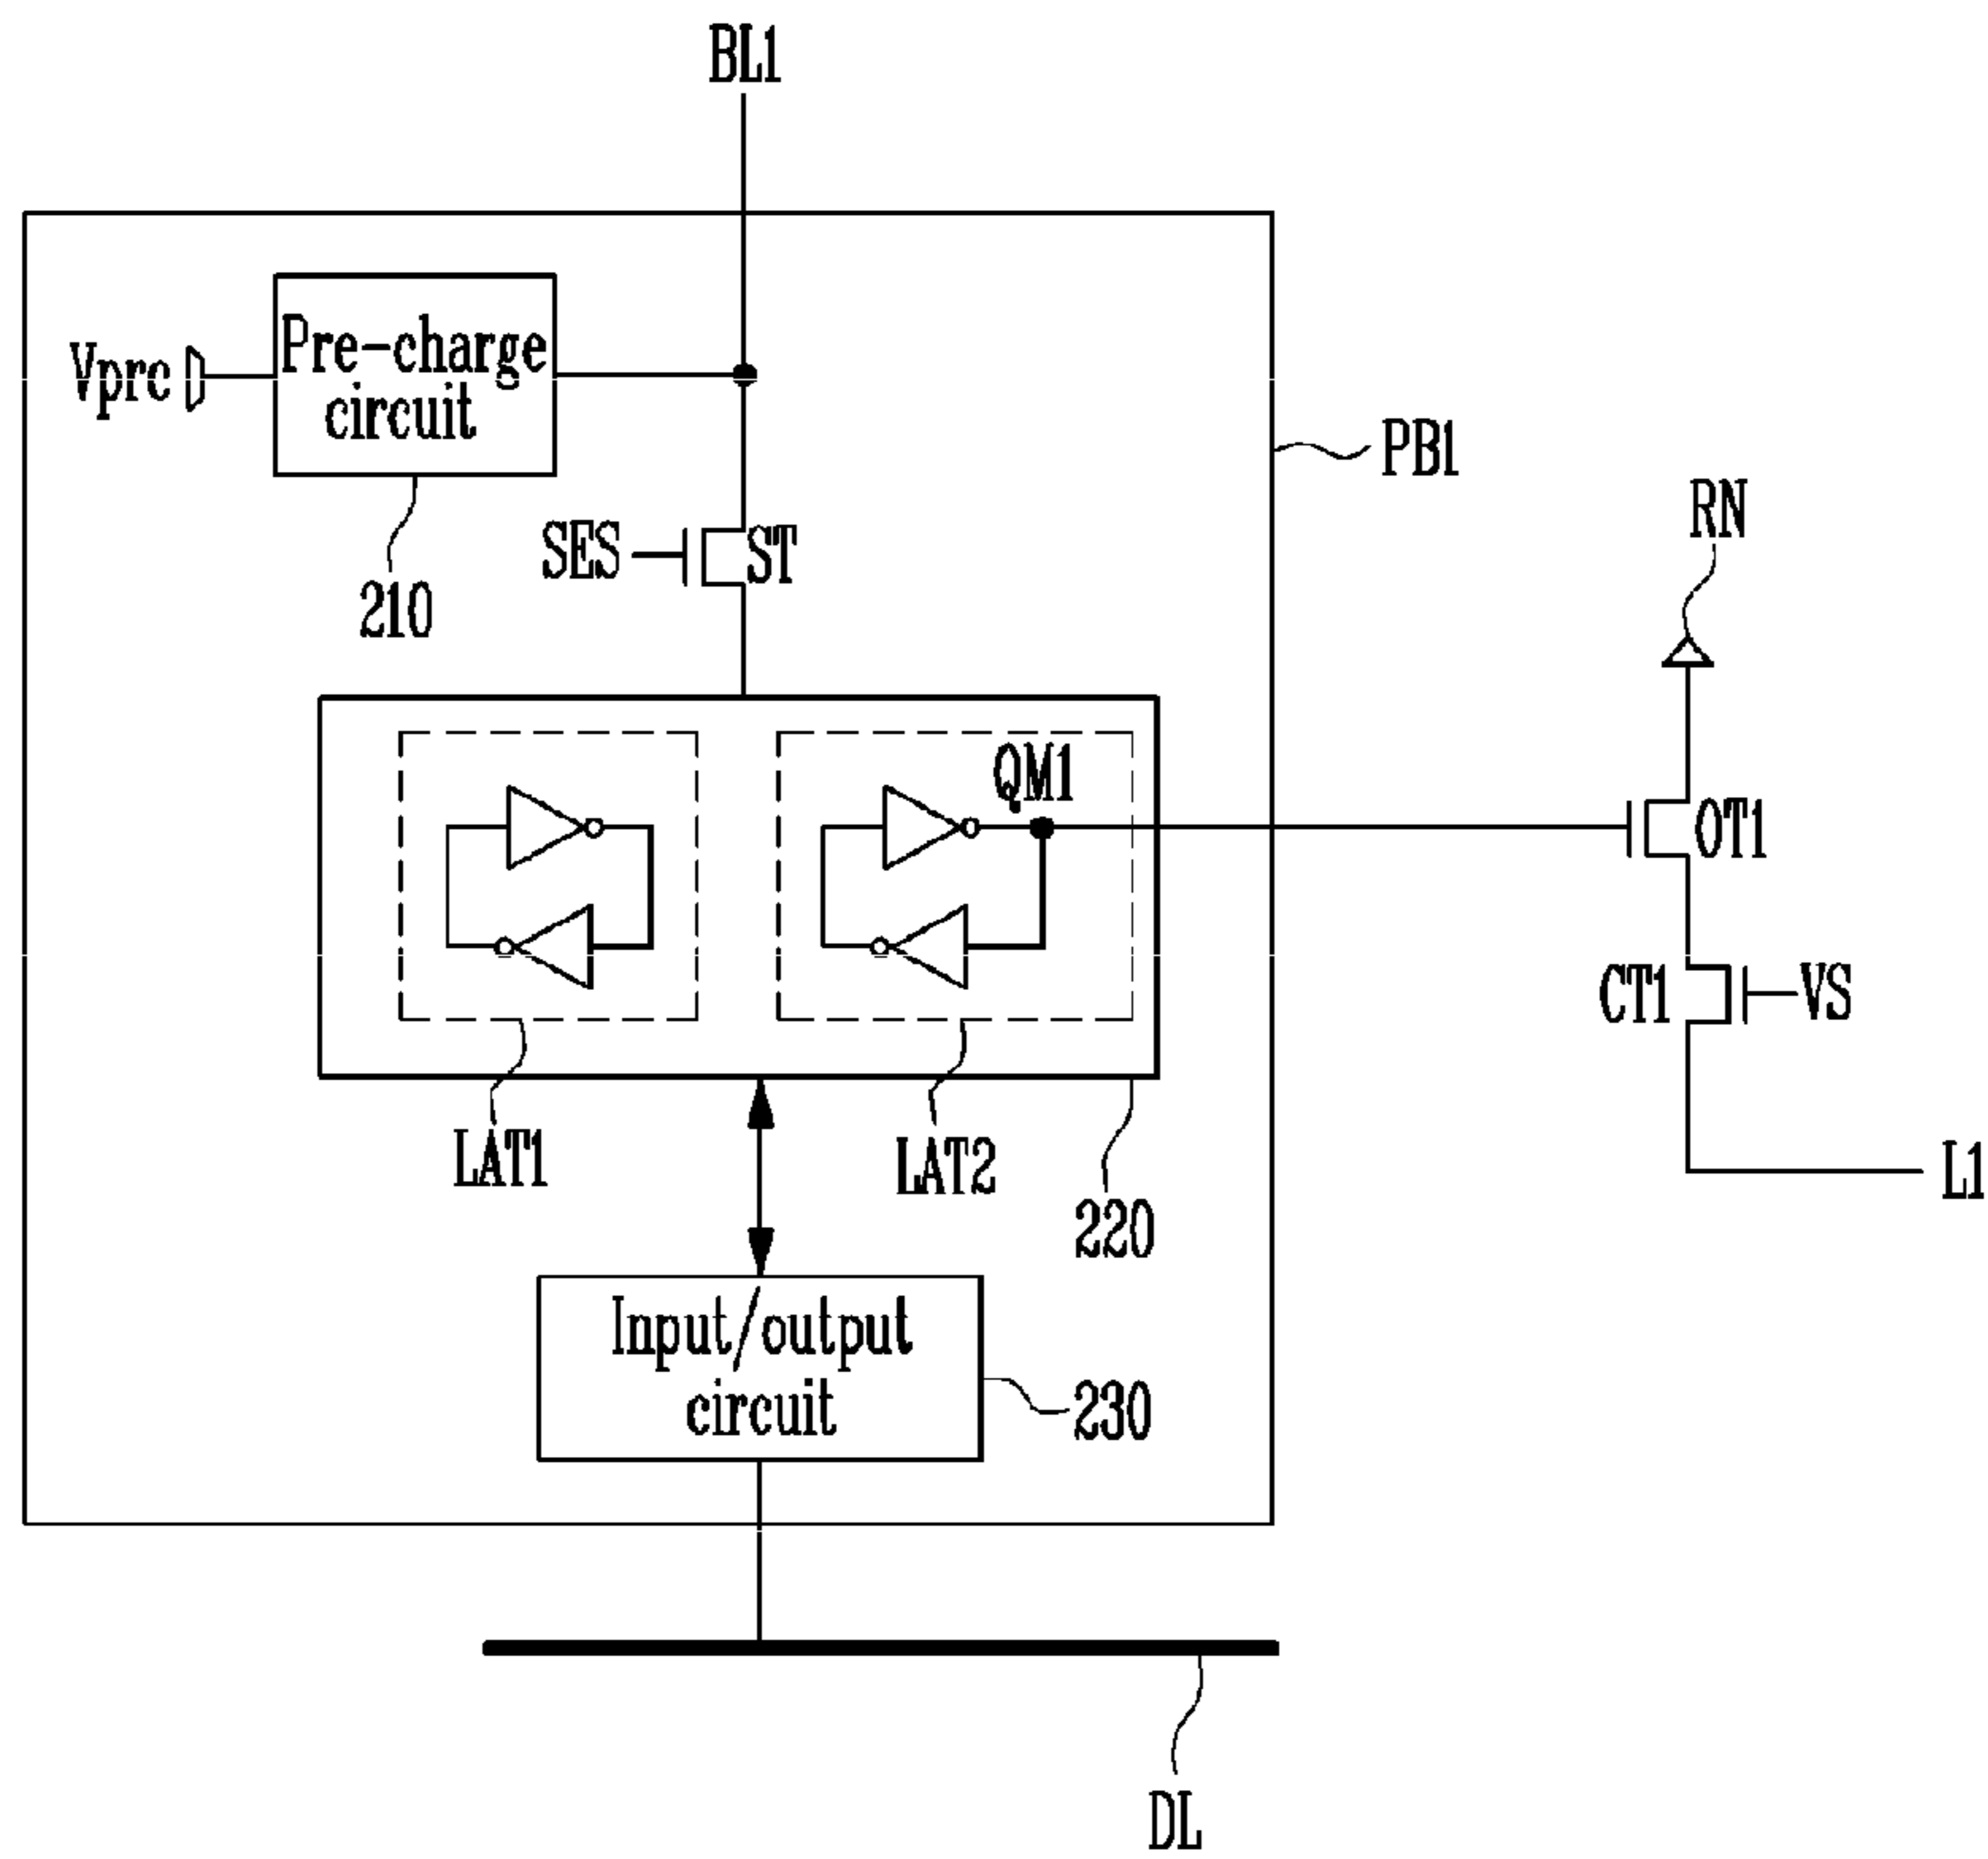 BL1
Vprc
Pre-charge
circuit
210
SES
ST
PB1
RN
QM1
OT1
CT1
VS
LAT1
LAT2
220
L1
Input/output
circuit
230
DL